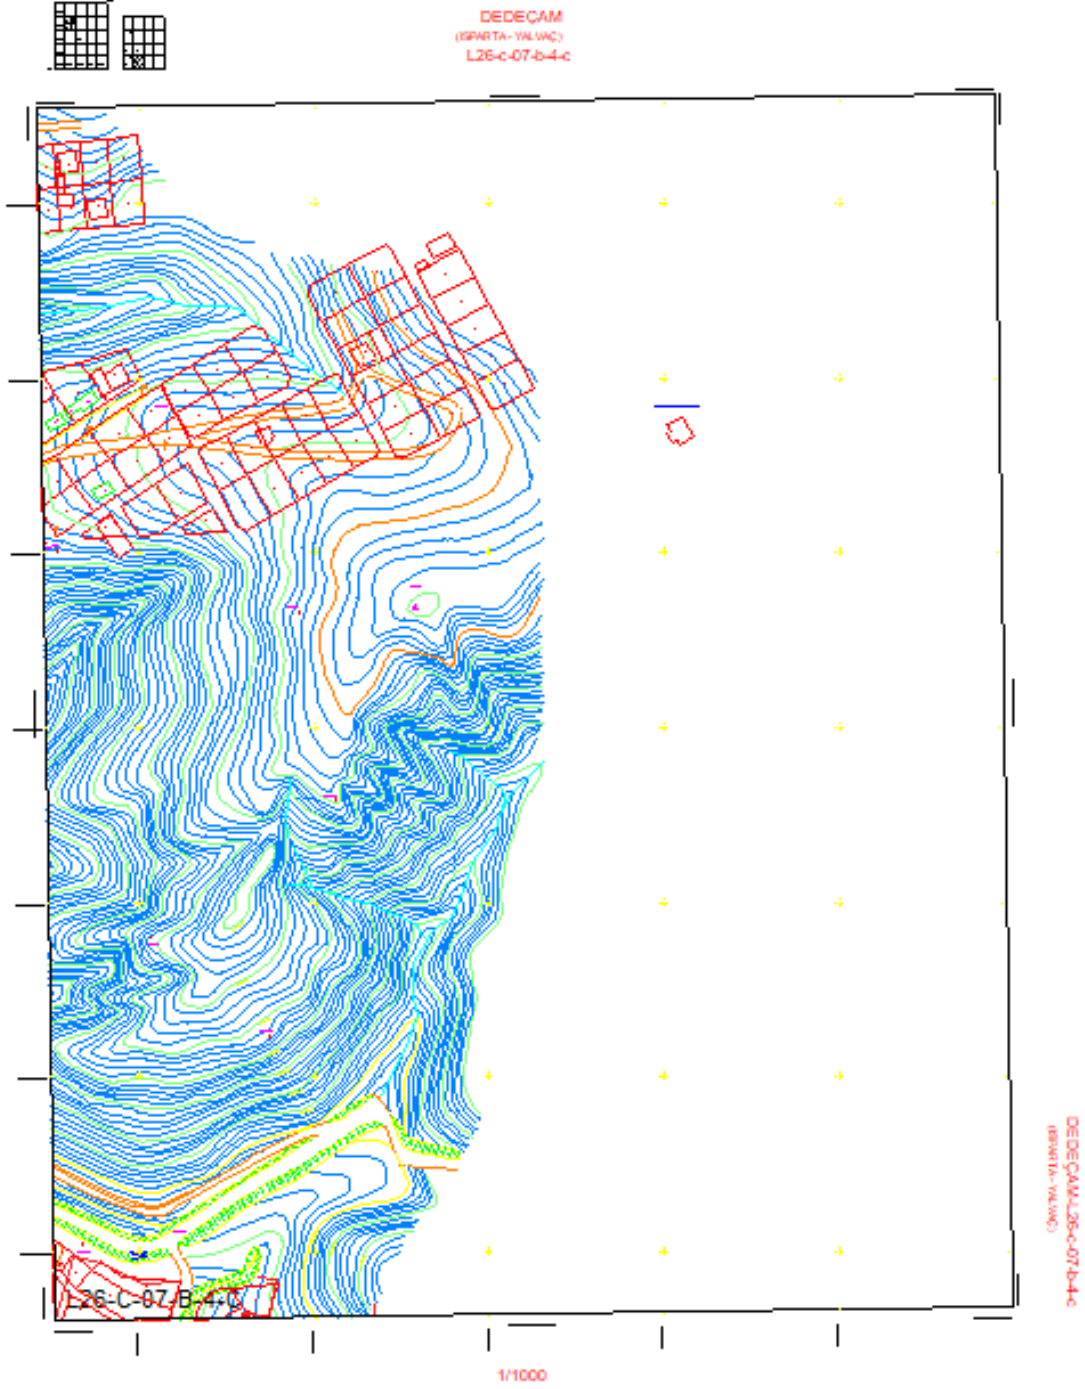 DEDEÇAM
(ISPARTA - YALVAÇ)
L26-c-07-b-4-c
DEDEÇAM-L26-c-07-b-4-c
(ISPARTA - YALVAÇ)
L26-C-07-B-4-C
1/1000